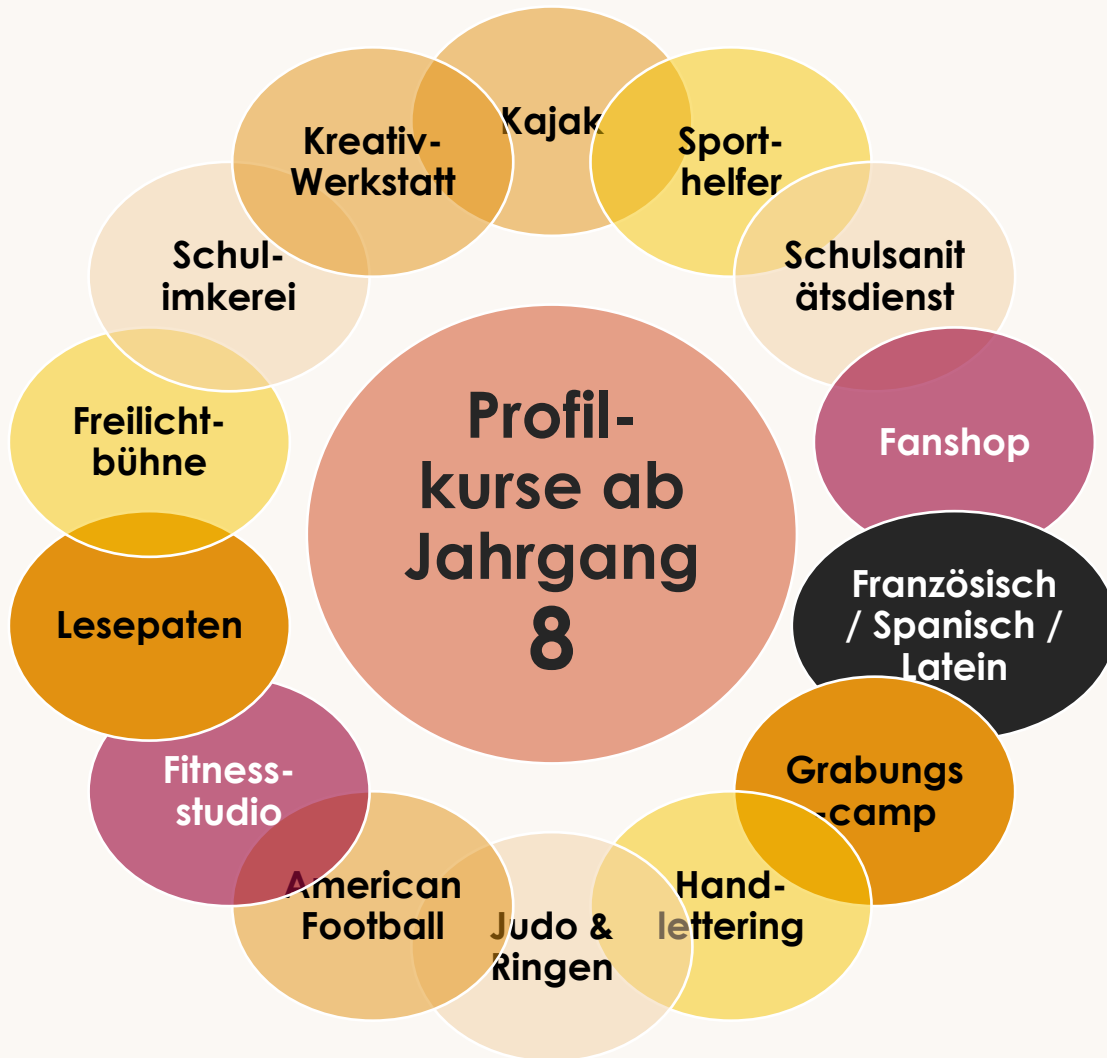 Kajak
Sport-
helfer
Schulsanit
ätsdienst
Fanshop
Französisch
/ Spanisch /
Latein
Grabungs
-camp
Hand-
lettering
Judo &
Ringen
American
Football
Fitness-
studio
Lesepaten
Freilicht-
bühne
Schul-
imkerei
Kreativ-
Werkstatt
Profil-
kurse ab
Jahrgang
8